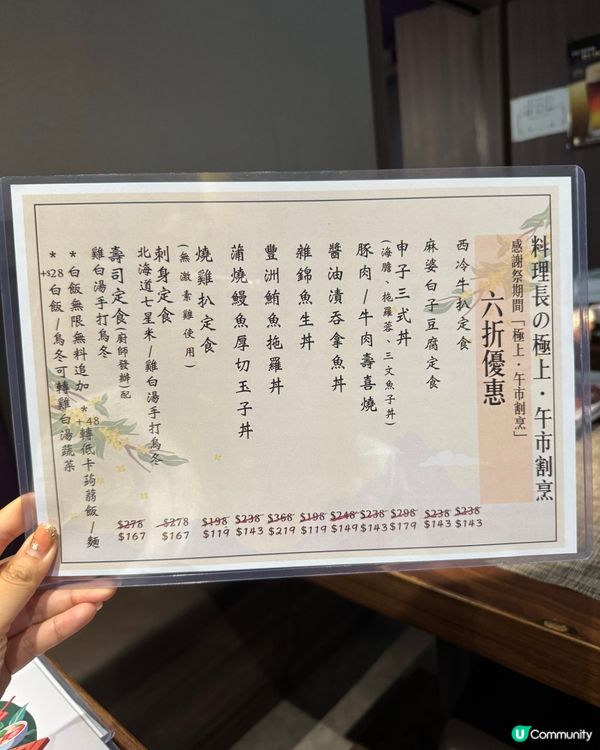 料理長の極上・午市割烹
感謝祭期間「極上・午市割烹」
六折優惠
西冷牛扒定食
$238
$143
麻婆白子豆腐定食
$238
$143
申子三式丼
(海膽、拖羅蓉、三文魚子丼)
$298
$179
豚肉/牛肉壽喜燒
$238
$143
醬油漬吞拿魚丼
$248
$149
雜錦魚生丼
$198
$119
豐洲鮪魚拖羅丼
$368
$219
蒲燒鰻魚厚切玉子丼
$238
$143
燒雞扒定食
(無激素雞使用)
$198
$119
刺身定食
北海道七星米/雞白湯手打烏冬
$278
$167
壽司定食(廚師發辦)配
雞白湯手打烏冬
$278
$167
*白飯無限無料追加 *+48轉低卡蒟蒻飯/麵
*+$28白飯/烏冬可轉雞白湯蔬菜
U Community